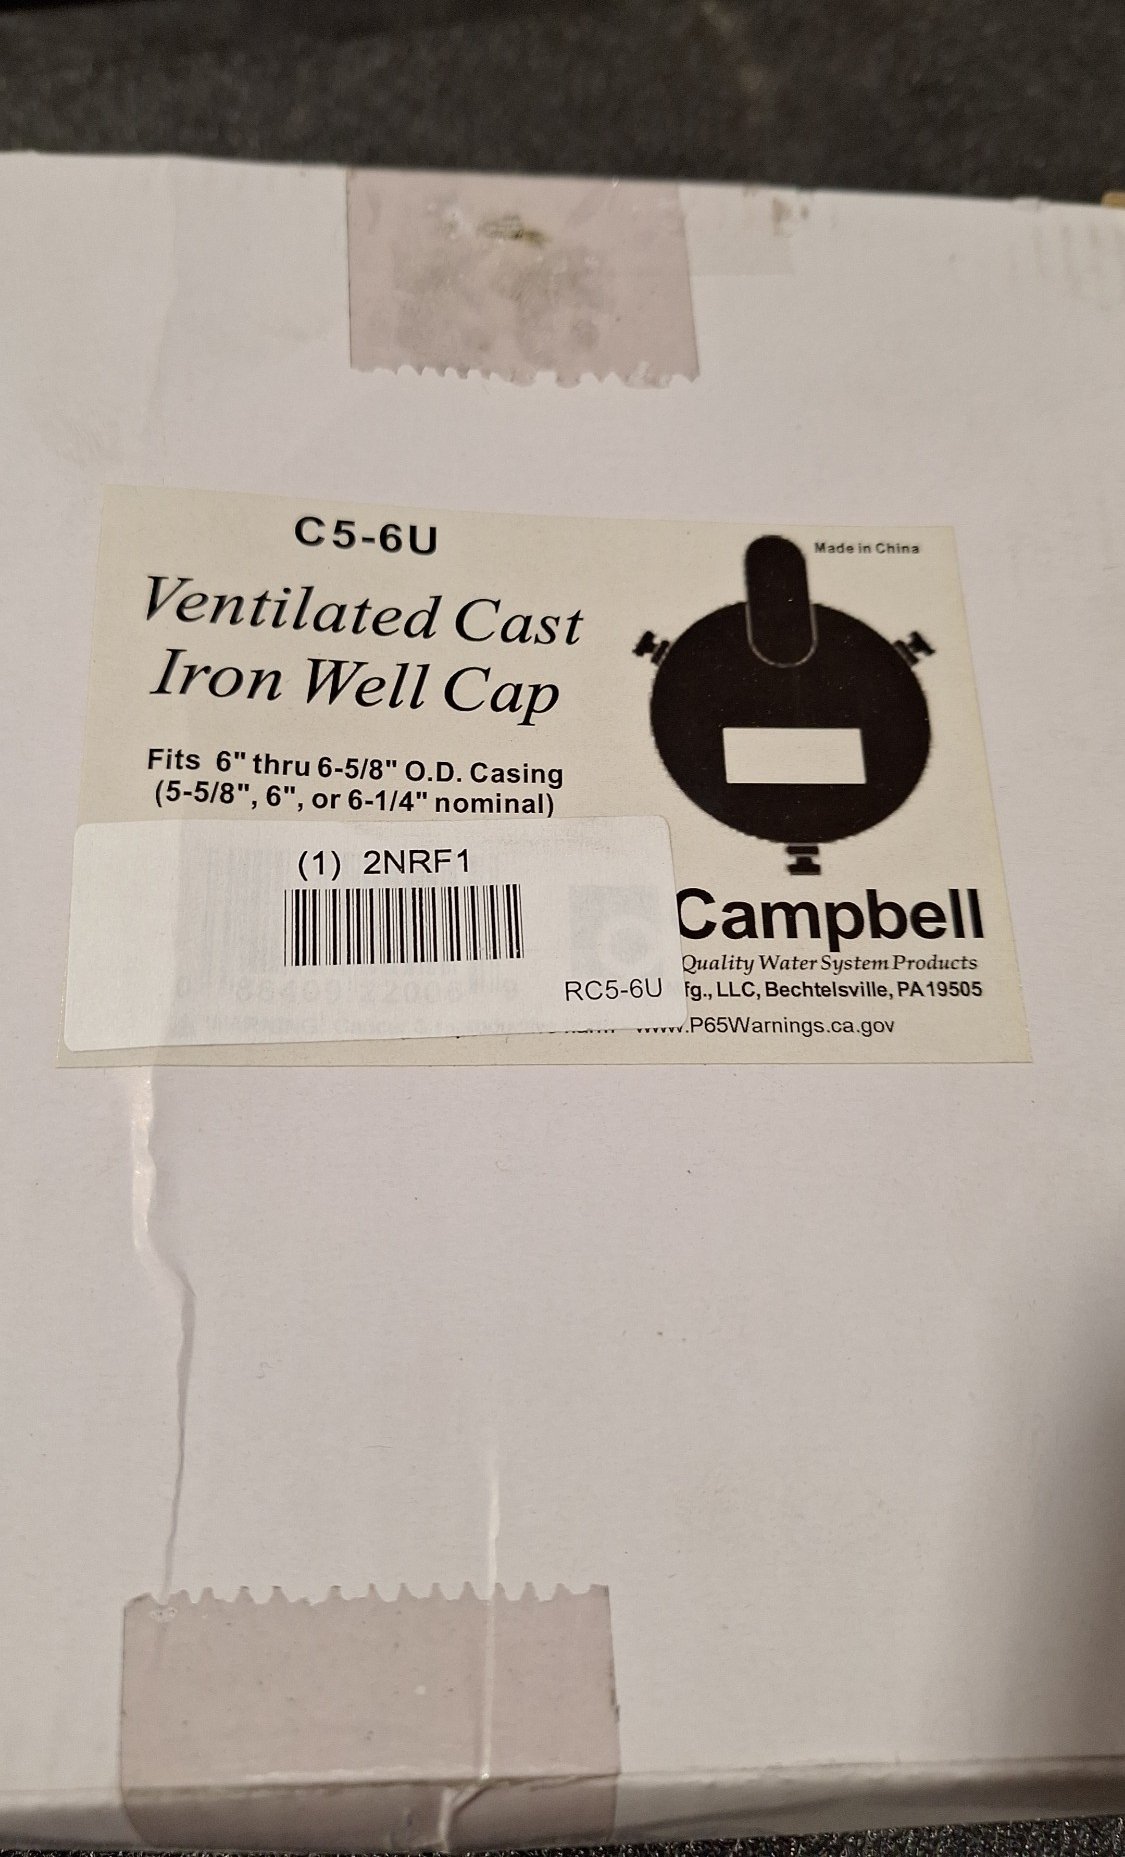 C5-6U
Made in China
Ventilated Cast
Iron Well Cap
Fits 6" thru 6-5/8" O.D. Casing
(5-5/8", 6", or 6-1/4" nominal)
(1) 2NRF1
RC5-6U
Campbell
Quality Water System Products
fg., LLC, Bechtelsville, PA 19505
www.P65Warnings.ca.gov